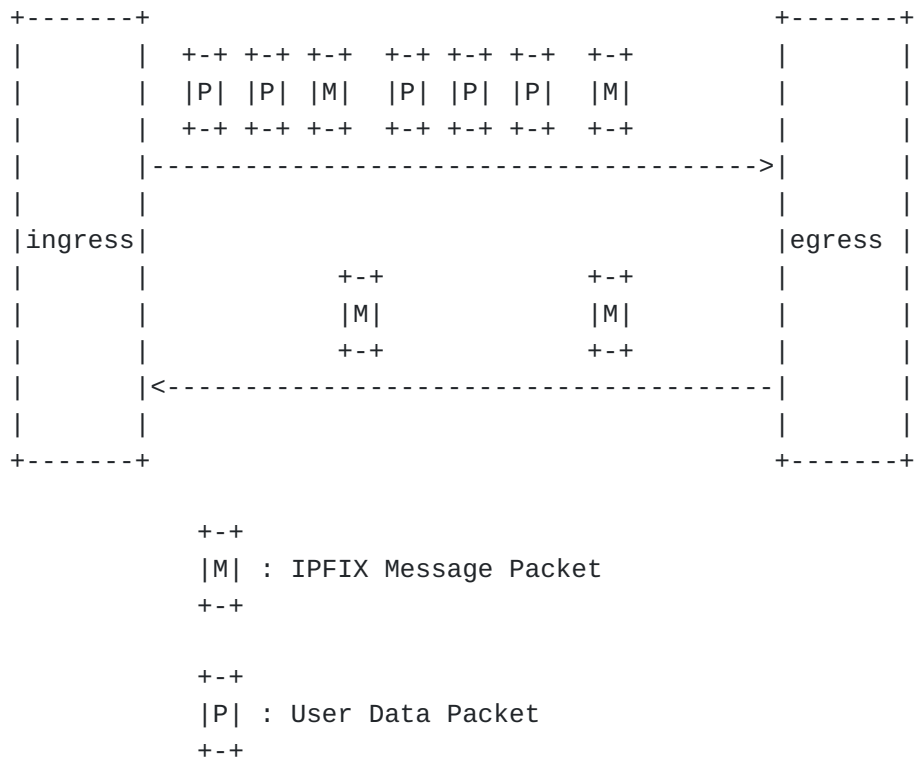 +-------+                                         +-------+
|       |  +-+ +-+ +-+  +-+ +-+ +-+  +-+          |       |
|       |  |P| |P| |M|  |P| |P| |P|  |M|          |       |
|       |  +-+ +-+ +-+  +-+ +-+ +-+  +-+          |       |
|       |--------------------------------------->|       |
|       |                                         |       |
|ingress|                                         |egress |
|       |            +-+             +-+          |       |
|       |            |M|             |M|          |       |
|       |            +-+             +-+          |       |
|       |<---------------------------------------|       |
|       |                                         |       |
+-------+                                         +-------+
+-+
|M| : IPFIX Message Packet
+-+
+-+
|P| : User Data Packet
+-+